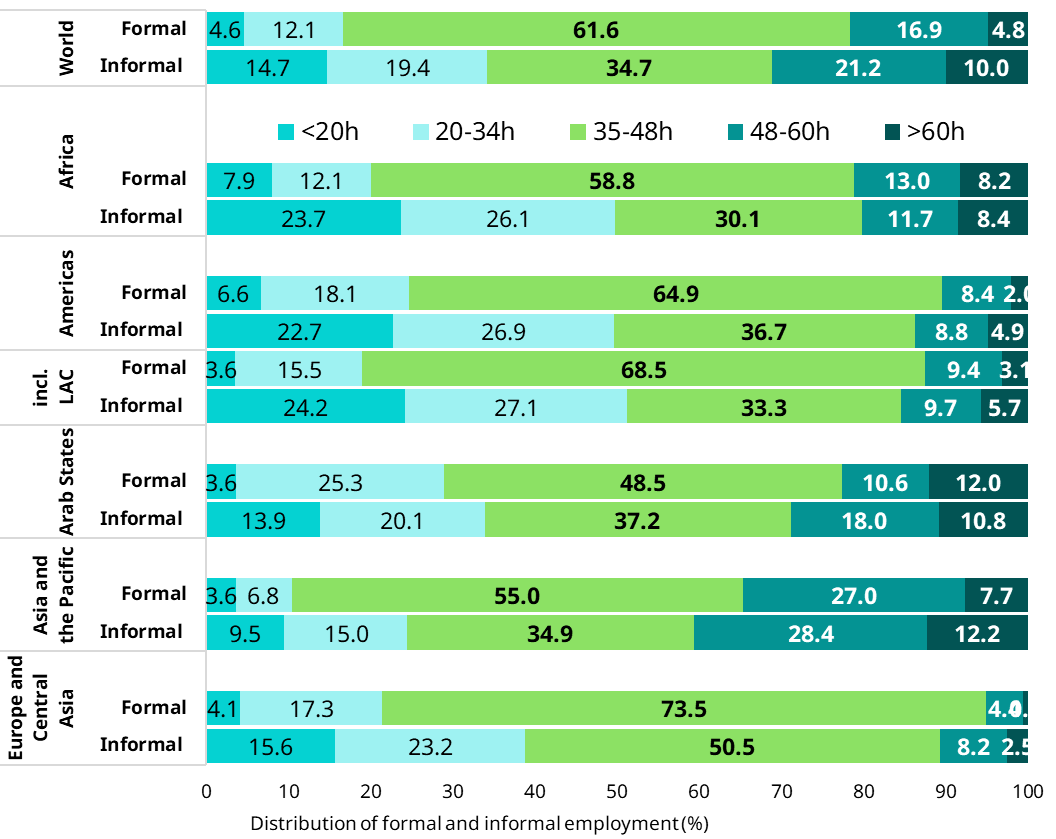 World
Formal 4.6 12.1 61.6 16.9 4.8
Informal 14.7 19.4 34.7 21.2 10.0
<20h 20-34h 35-48h 48-60h >60h
Africa
Formal 7.9 12.1 58.8 13.0 8.2
Informal 23.7 26.1 30.1 11.7 8.4
Americas
Formal 6.6 18.1 64.9 8.4 2.0
Informal 22.7 26.9 36.7 8.8 4.9
incl.
LAC
Formal 3.6 15.5 68.5 9.4 3.1
Informal 24.2 27.1 33.3 9.7 5.7
Arab States
Formal 3.6 25.3 48.5 10.6 12.0
Informal 13.9 20.1 37.2 18.0 10.8
Asia and
the Pacific
Formal 3.6 6.8 55.0 27.0 7.7
Informal 9.5 15.0 34.9 28.4 12.2
Europe and
Central
Asia
Formal 4.1 17.3 73.5
Informal 15.6 23.2 50.5 8.2 2.5
0 10 20 30 40 50 60 70 80 90 100
Distribution of formal and informal employment (%)